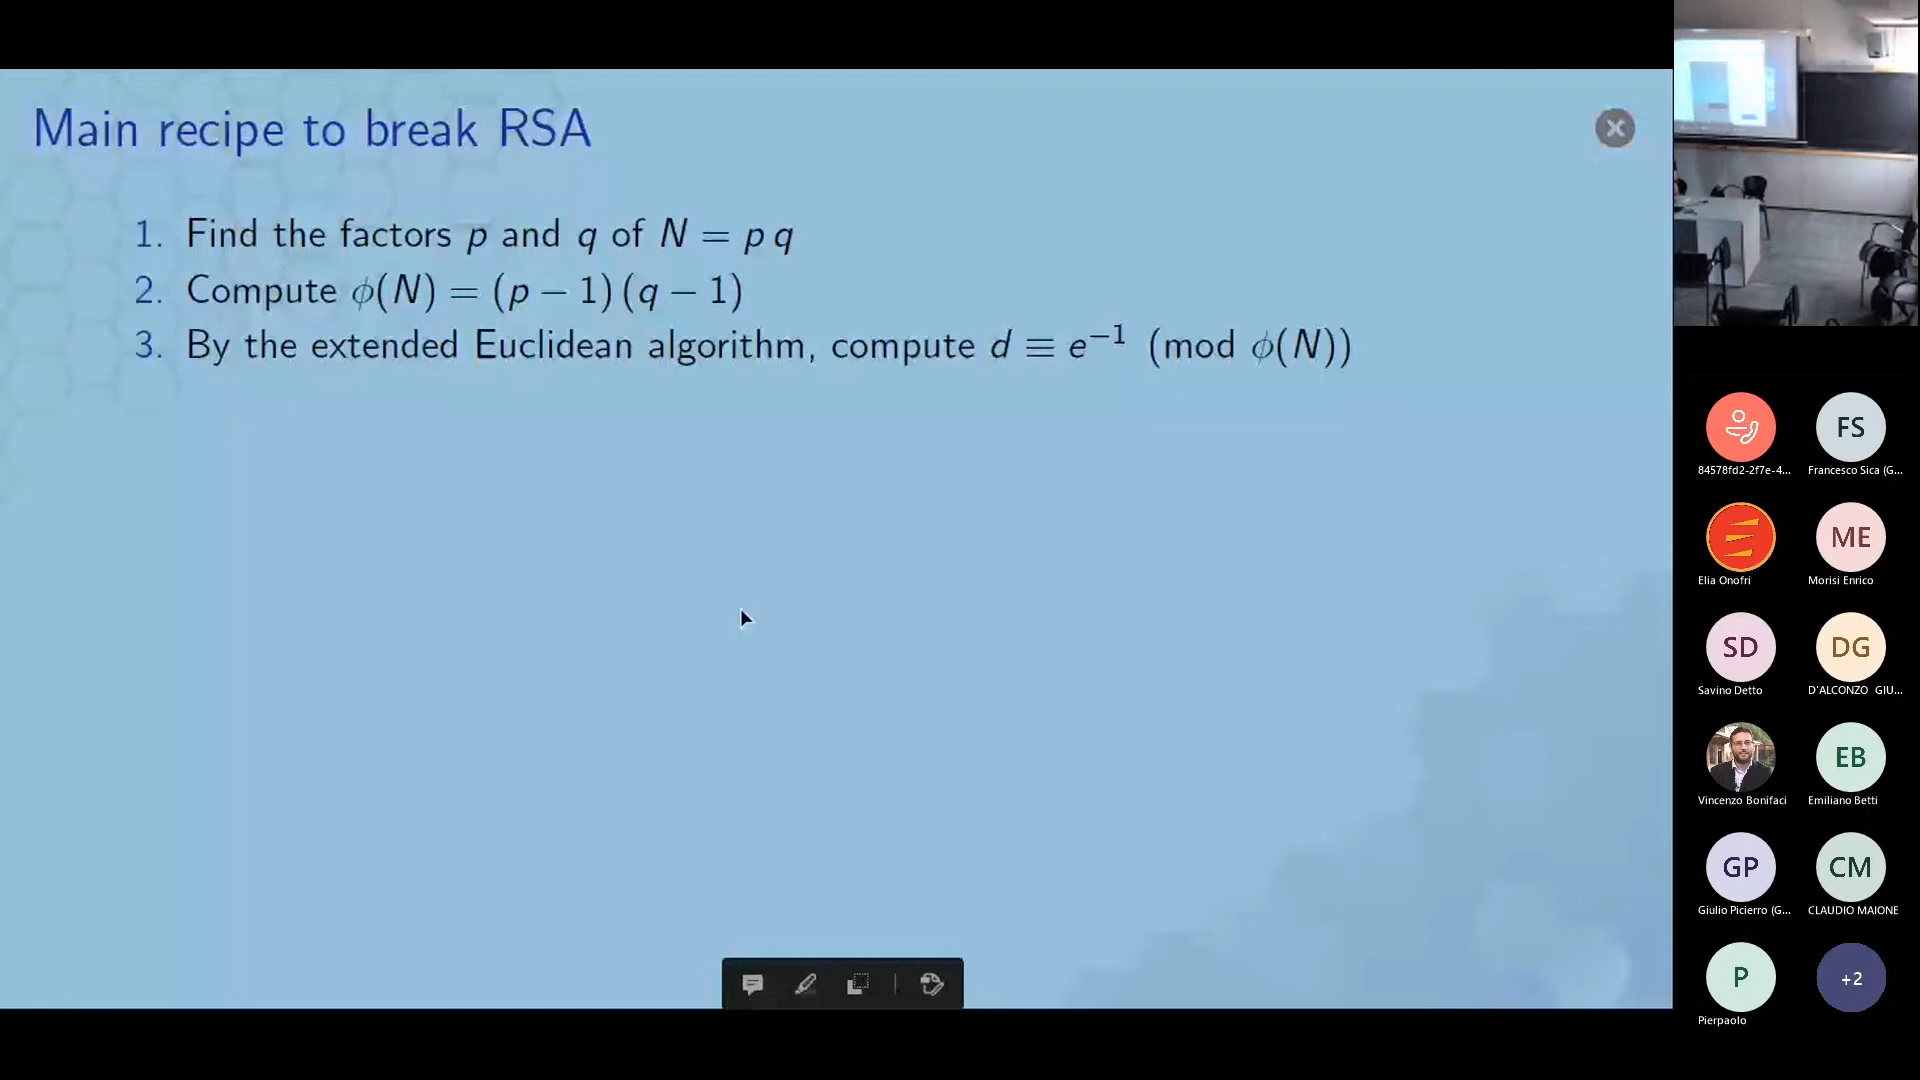 Main recipe to break RSA
1. Find the factors p and q of N = p q
2. Compute ϕ(N) = (p − 1) (q − 1)
3. By the extended Euclidean algorithm, compute d ≡ e⁻¹ (mod ϕ(N))
84578fd2-2f7e-4...
FS
Francesco Sica (G...
Elia Onofri
ME
Morisi Enrico
SD
Savino Detto
DG
D'ALCONZO GIU...
Vincenzo Bonifaci
EB
Emiliano Betti
GP
Giulio Picierro (G...
CM
CLAUDIO MAIONE
P
Pierpaolo
+2